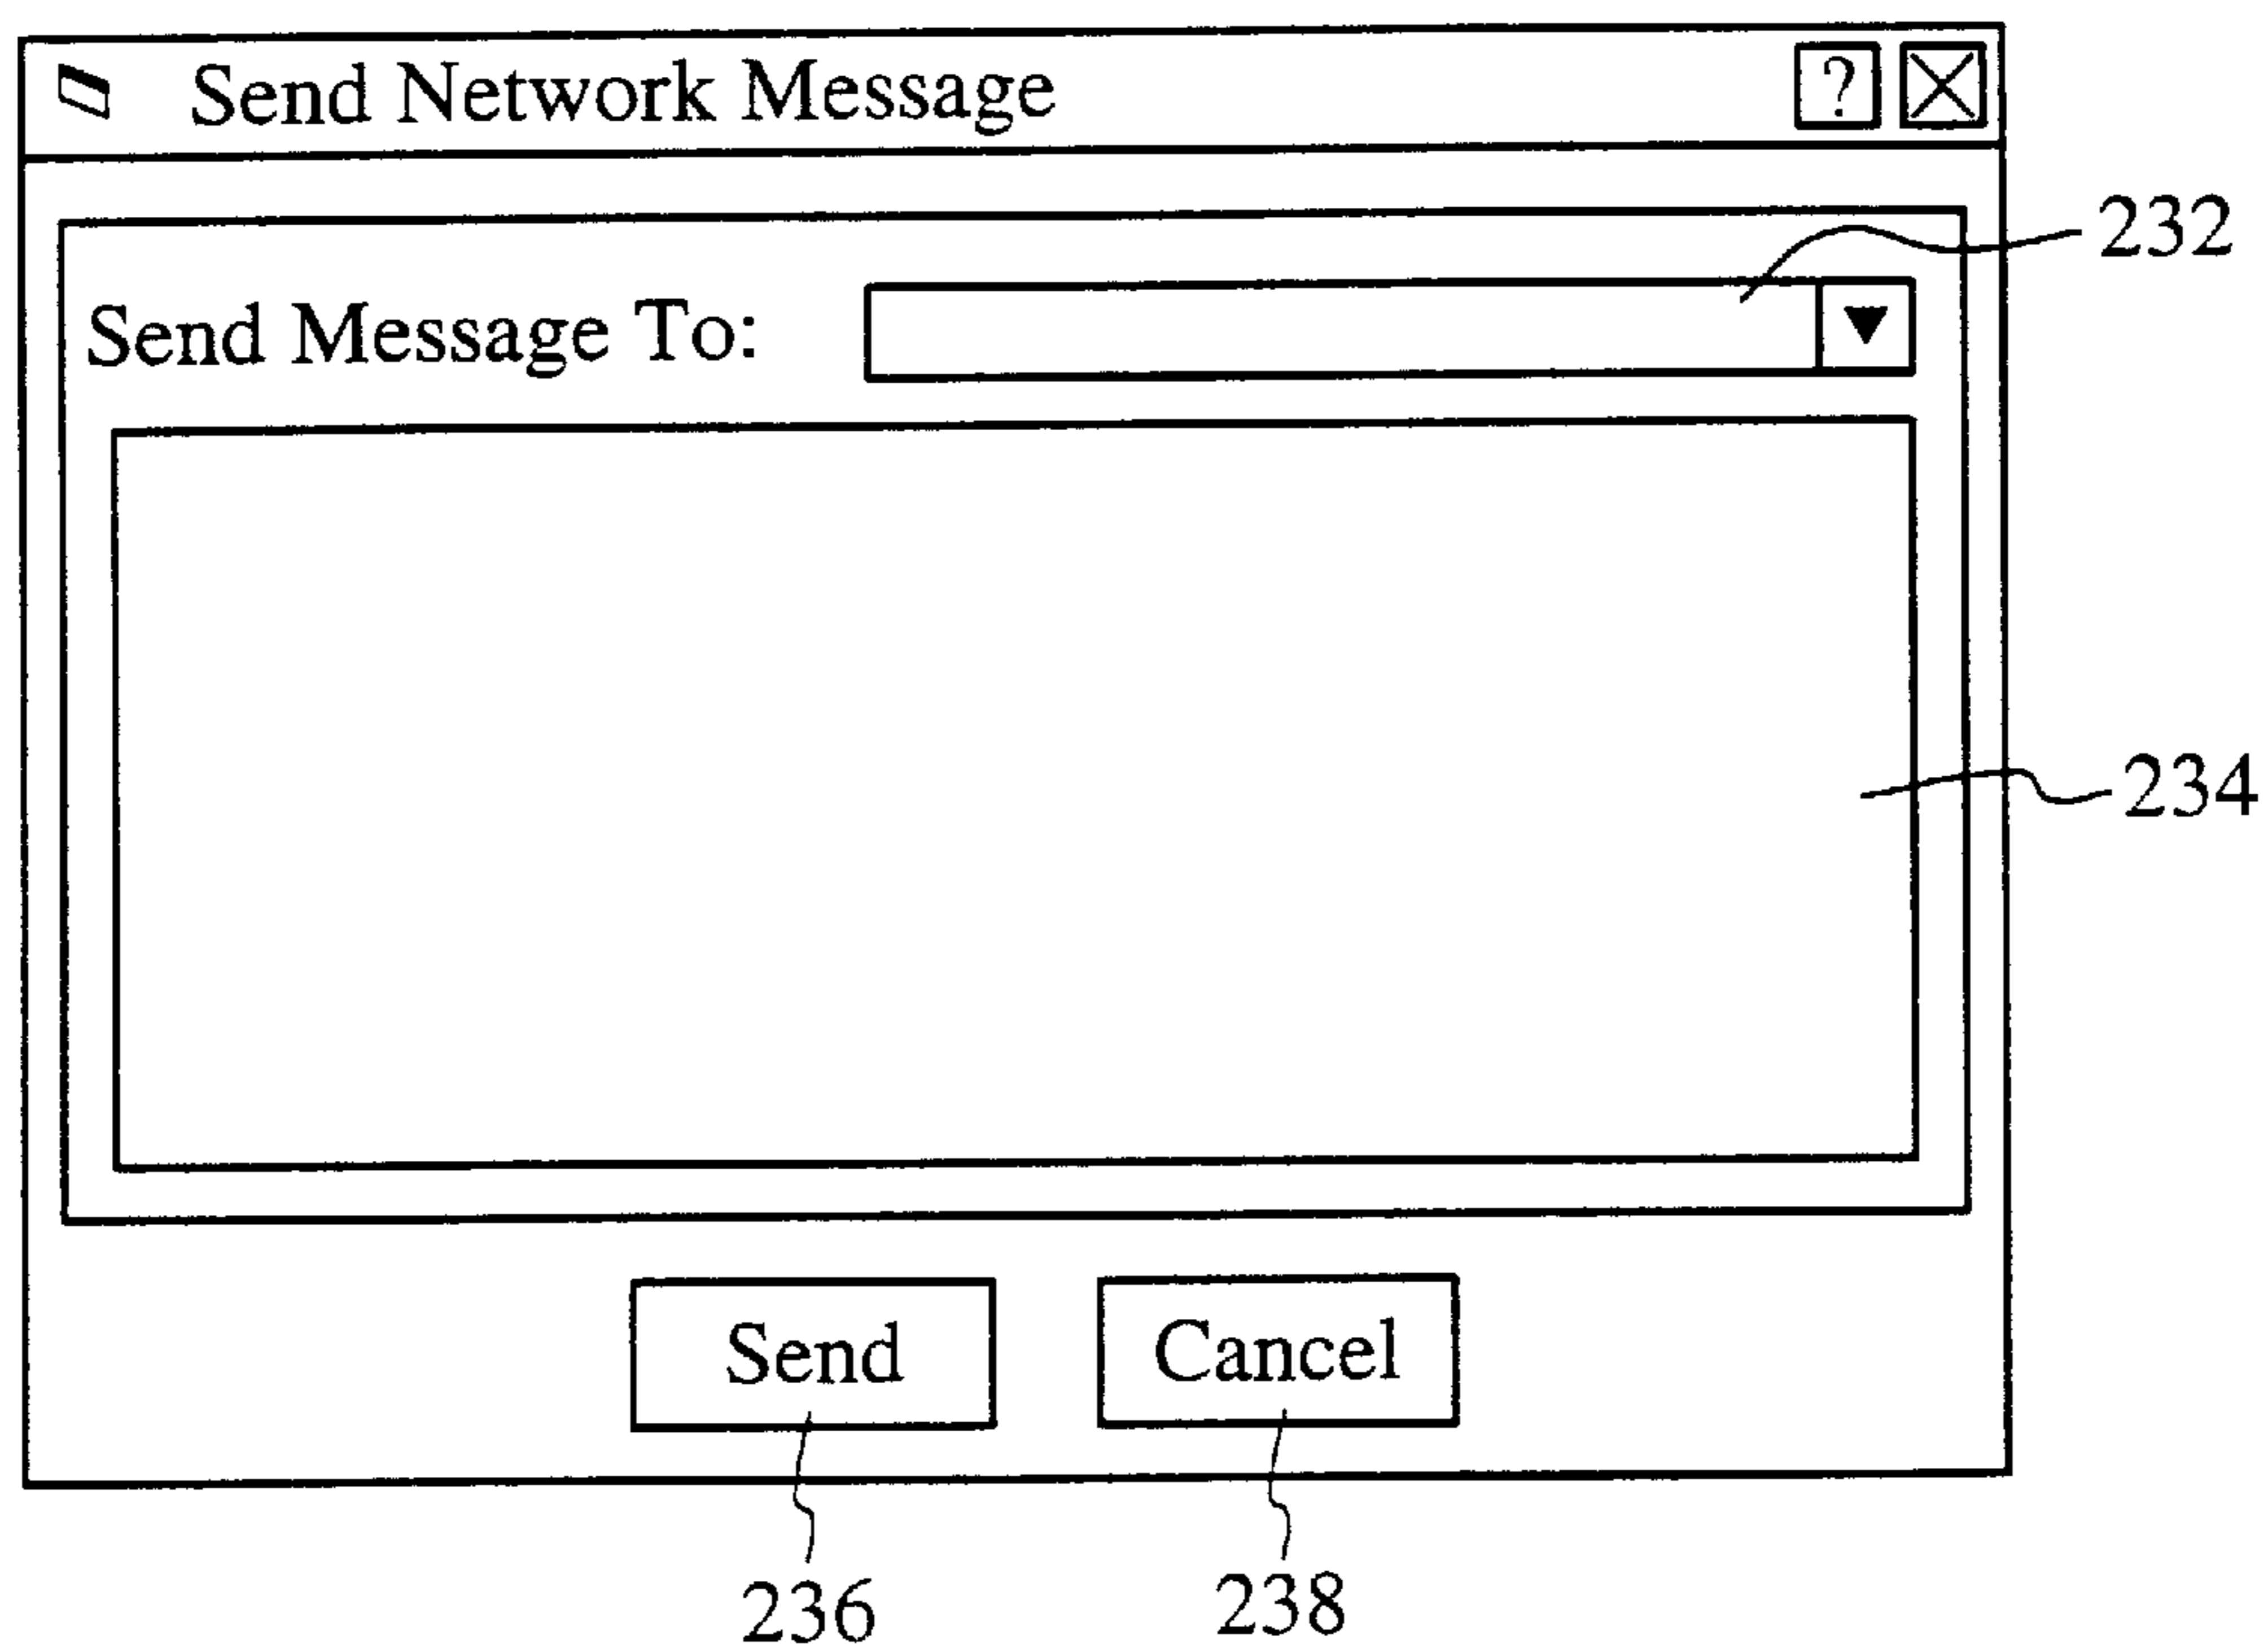 Send Network Message ?
232
Send Message To:
234
Send Cancel
236 238